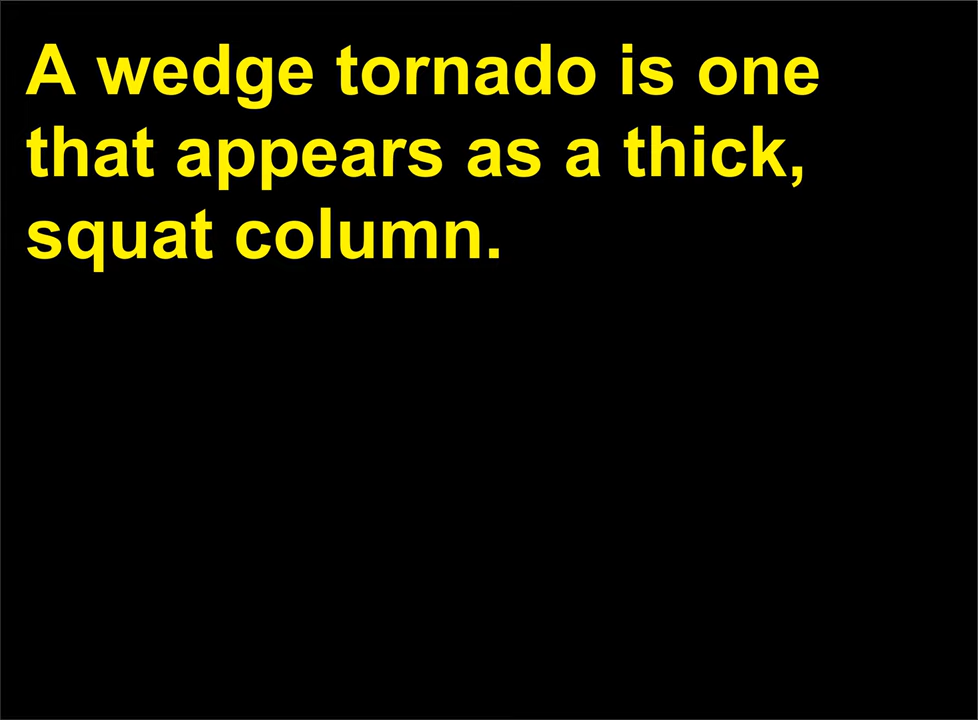 A wedge tornado is one
that appears as a thick,
squat column.